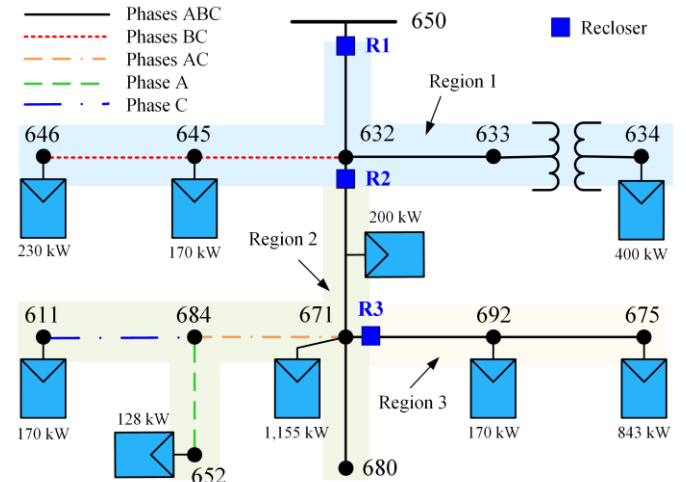 Phases ABC
Phases BC
Phases AC
Phase A
Phase C
650
Recloser
R1
Region 1
646
645
632
633
634
R2
230 kW
170 kW
200 kW
400 kW
Region 2
611
684
671
R3
692
675
170 kW
128 kW
652
1,155 kW
680
Region 3
170 kW
843 kW